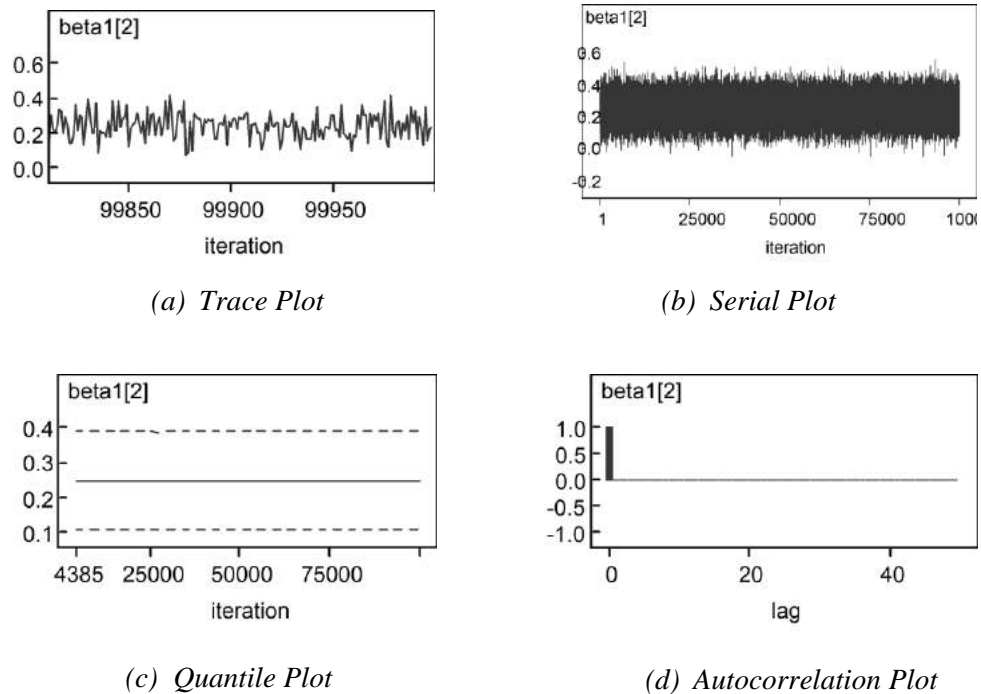 beta1[2]
0.6
0.4
0.2
0.0
99850 99900 99950
iteration
(a) Trace Plot
beta1[2]
0.6
0.4
0.2
0.0
-0.2
1 25000 50000 75000 1000
iteration
(b) Serial Plot
beta1[2]
0.4
0.3
0.2
0.1
4385 25000 50000 75000
iteration
(c) Quantile Plot
beta1[2]
1.0
0.5
0.0
-0.5
-1.0
0 20 40
lag
(d) Autocorrelation Plot